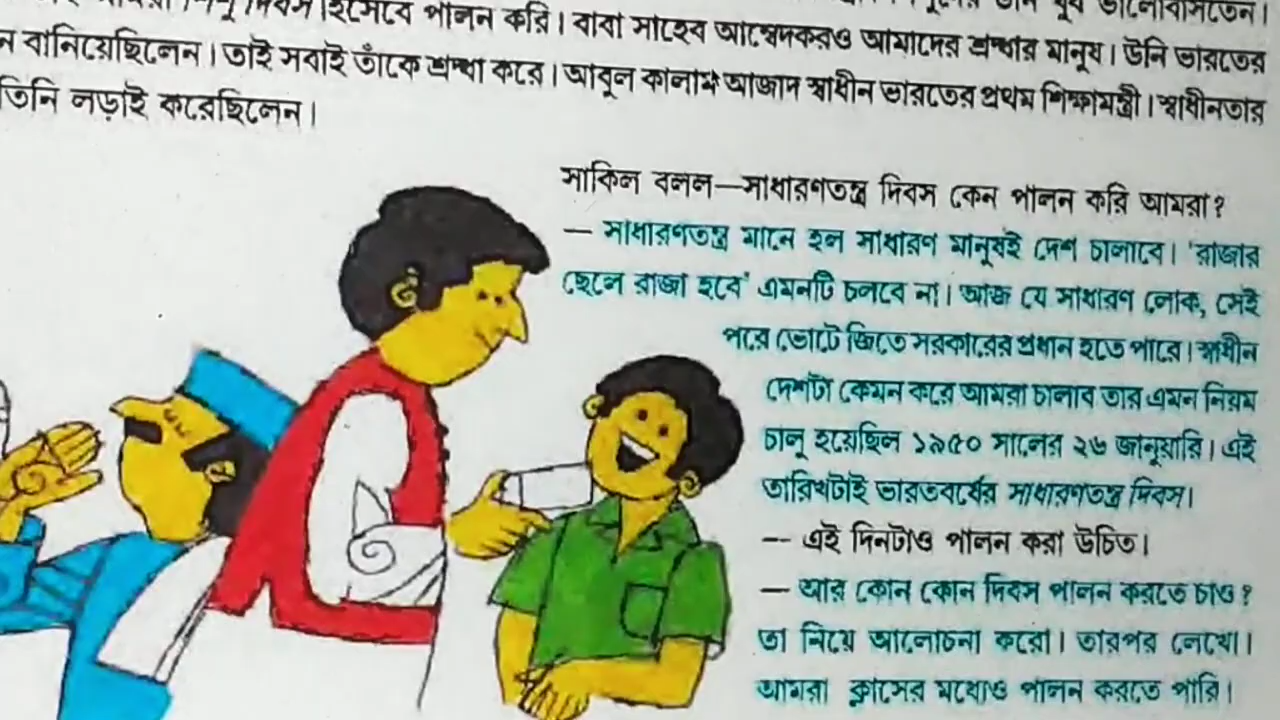 দিবস হিসেবে পালন করি। বাবা সাহেব আম্বেদকরও আমাদের শ্রদ্ধার মানুষ। উনি ভারতের
ন বানিয়েছিলেন। তাই সবাই তাঁকে শ্রদ্ধা করে। আবুল কালাম আজাদ স্বাধীন ভারতের প্রথম শিক্ষামন্ত্রী। স্বাধীনতার
তিনি লড়াই করেছিলেন।
সাকিল বলল—সাধারণতন্ত্র দিবস কেন পালন করি আমরা?
— সাধারণতন্ত্র মানে হল সাধারণ মানুষই দেশ চালাবে। 'রাজার
ছেলে রাজা হবে' এমনটি চলবে না। আজ যে সাধারণ লোক, সেই
পরে ভোটে জিতে সরকারের প্রধান হতে পারে। স্বাধীন
দেশটা কেমন করে আমরা চালাব তার এমন নিয়ম
চালু হয়েছিল ১৯৫০ সালের ২৬ জানুয়ারি। এই
তারিখটাই ভারতবর্ষের সাধারণতন্ত্র দিবস।
— এই দিনটাও পালন করা উচিত।
— আর কোন কোন দিবস পালন করতে চাও?
তা নিয়ে আলোচনা করো। তারপর লেখো।
আমরা ক্লাসের মধ্যেও পালন করতে পারি।